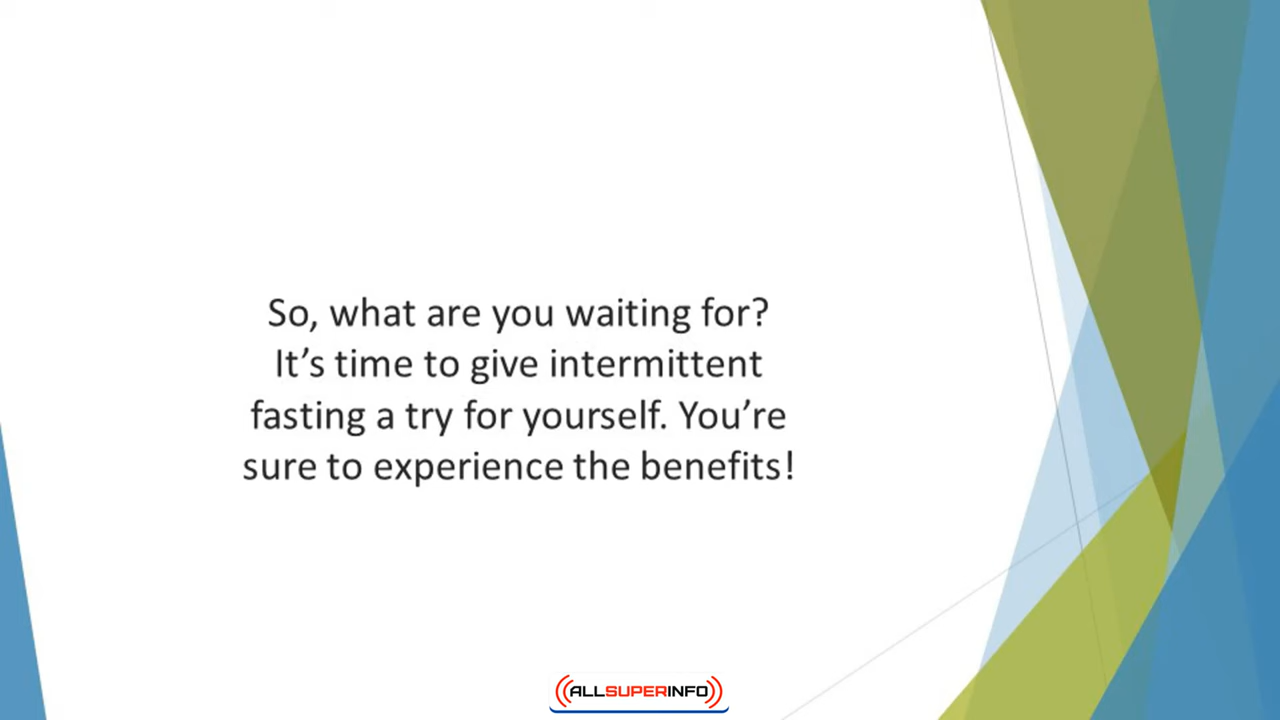 So, what are you waiting for?
It’s time to give intermittent
fasting a try for yourself. You’re
sure to experience the benefits!
ALLSUPERINFO